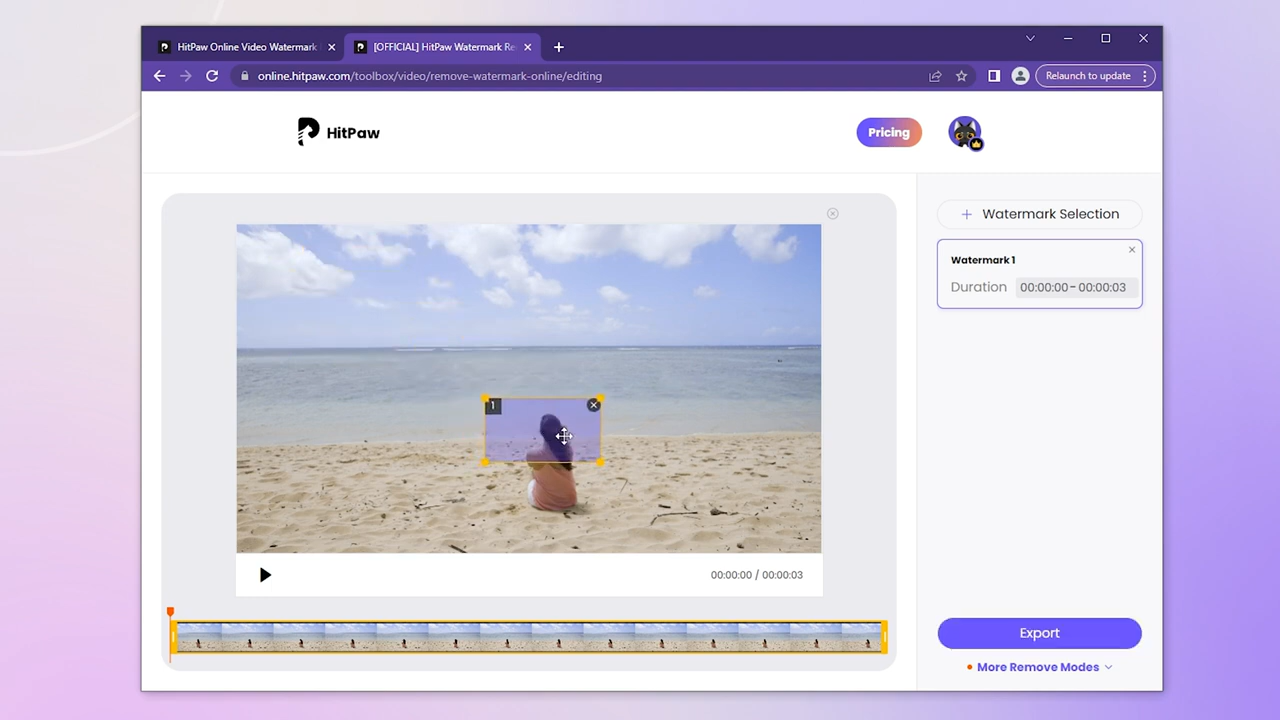 HitPaw Online Video Watermark
[OFFICIAL] HitPaw Watermark Re
online.hitpaw.com/toolbox/video/remove-watermark-online/editing
Relaunch to update
HitPaw
Pricing
+ Watermark Selection
Watermark 1
Duration 00:00:00-00:00:03
1
00:00:00 / 00:00:03
Export
More Remove Modes